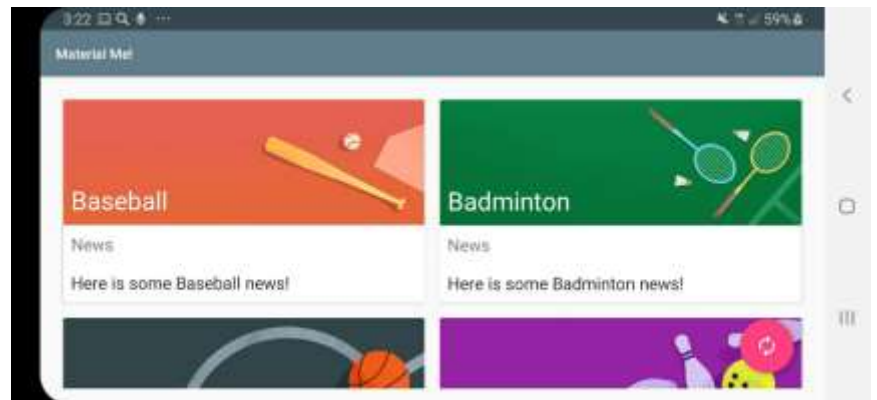 3:22
59%
Material Me!
Baseball
Badminton
News
News
Here is some Baseball news!
Here is some Badminton news!